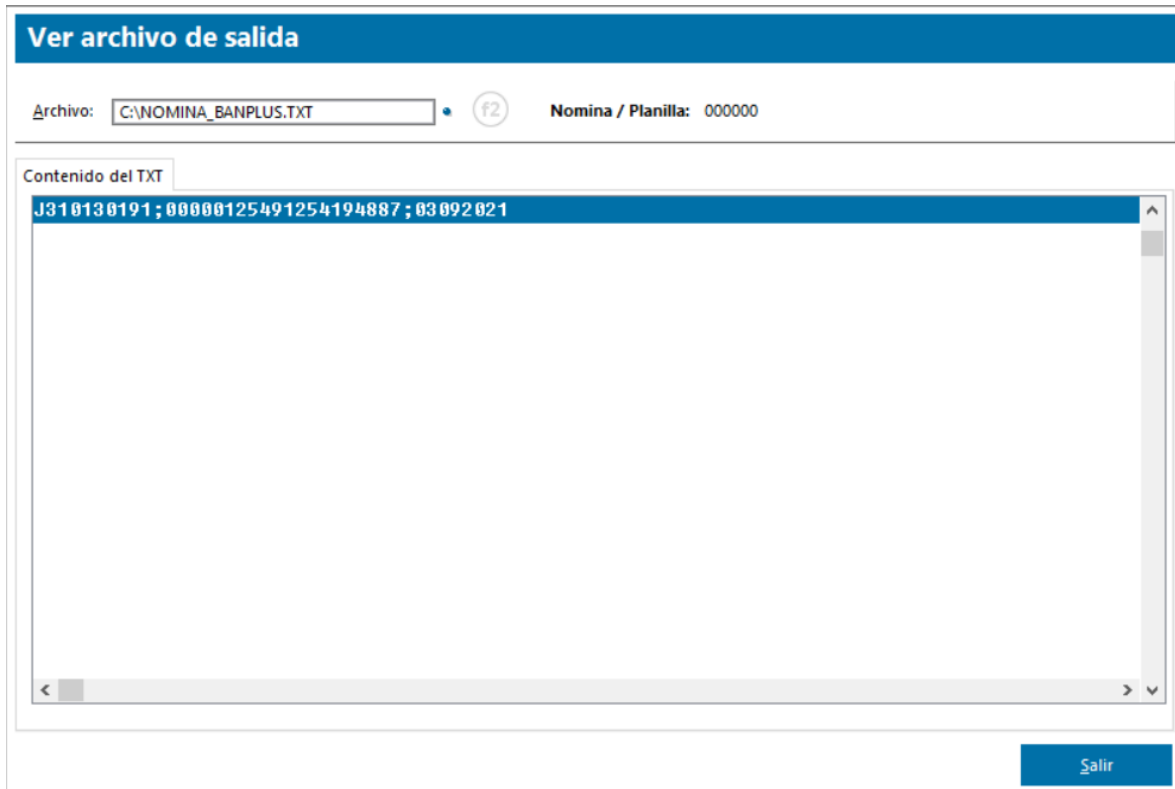 Ver archivo de salida
Archivo: C:\NOMINA_BANPLUS.TXT f2 Nomina / Planilla: 000000
Contenido del TXT
J310130191;00000125491254194887;03092021
Salir